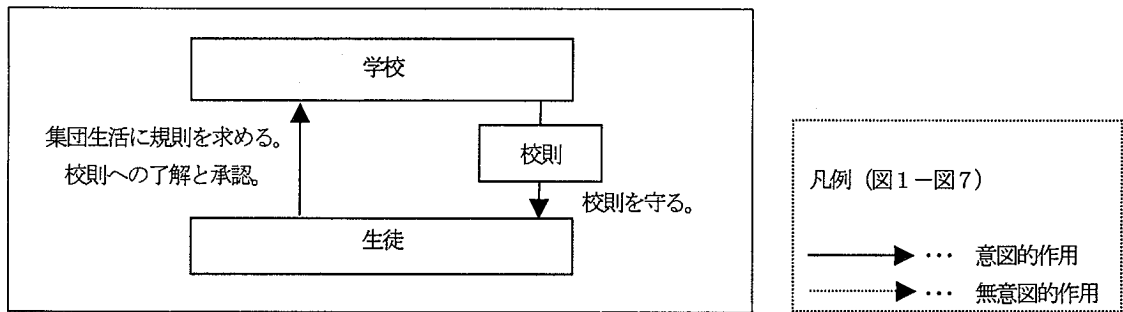 学校
集団生活に規則を求める。
校則への了解と承認。
校則
校則を守る。
生徒
凡例（図１－図７）
… 意図的作用
… 無意図的作用